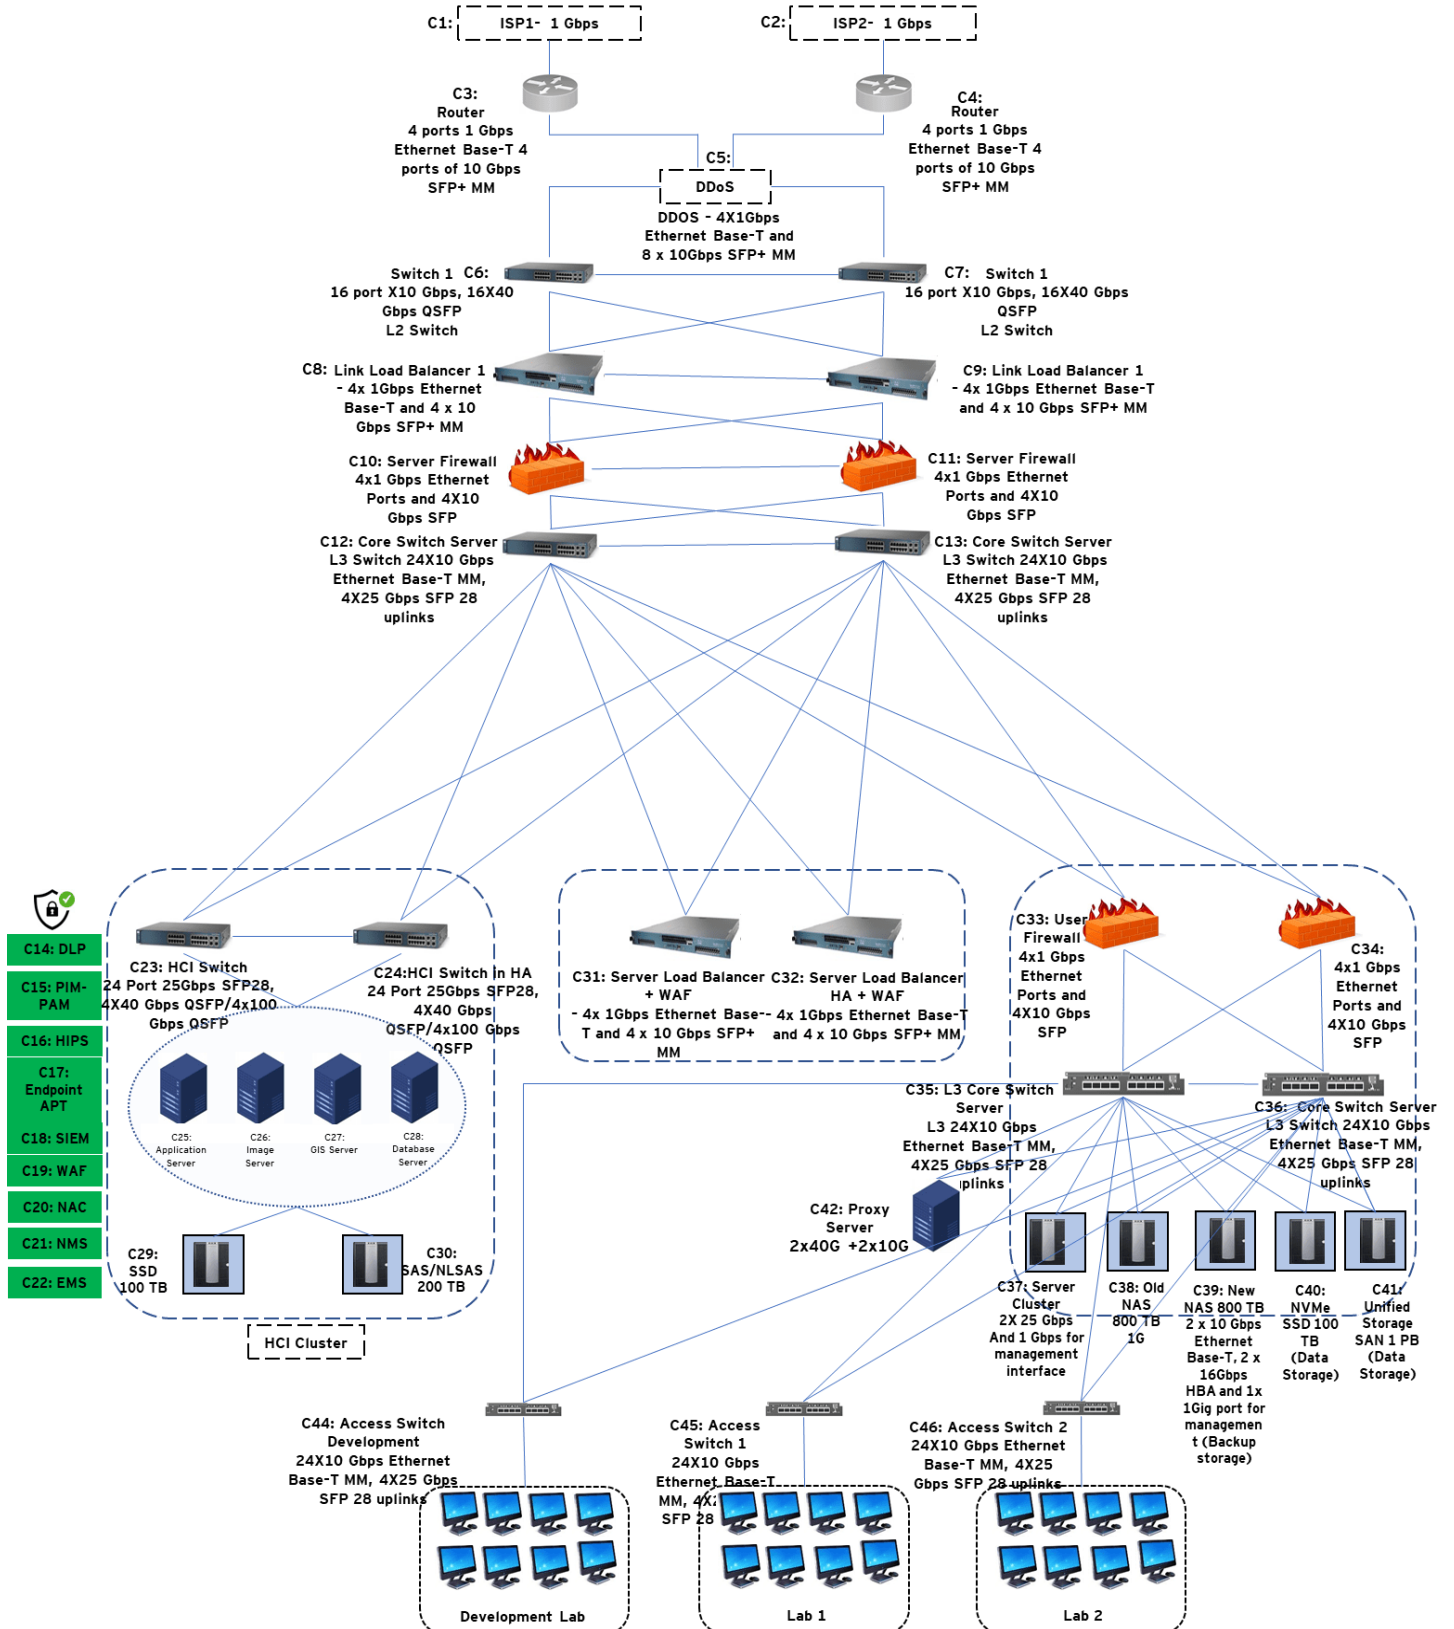 C1:
ISP1-  1 Gbps
C2:
ISP2-  1 Gbps
C3:
Router
4 ports 1 Gbps
Ethernet Base-T 4
ports of 10 Gbps
SFP+ MM
C4:
Router
4 ports 1 Gbps
Ethernet Base-T 4
ports of 10 Gbps
SFP+ MM
C5:
DDoS
DDOS - 4X1Gbps
Ethernet Base-T and
8 x 10Gbps SFP+ MM
Switch 1 C6:
16 port X10 Gbps, 16X40
Gbps QSFP
L2 Switch
C7: Switch 1
16 port X10 Gbps, 16X40 Gbps
QSFP
L2 Switch
C8: Link Load Balancer 1
- 4x 1Gbps Ethernet
Base-T and 4 x 10
Gbps SFP+ MM
C9: Link Load Balancer 1
- 4x 1Gbps Ethernet Base-T
and 4 x 10 Gbps SFP+ MM
C10: Server Firewall
4x1 Gbps Ethernet
Ports and 4X10
Gbps SFP
C11: Server Firewall
4x1 Gbps Ethernet
Ports and 4X10
Gbps SFP
C12: Core Switch Server
L3 Switch 24X10 Gbps
Ethernet Base-T MM,
4X25 Gbps SFP 28
uplinks
C13: Core Switch Server
L3 Switch 24X10 Gbps
Ethernet Base-T MM,
4X25 Gbps SFP 28
uplinks
C14: DLP
C15: PIM-
PAM
C16: HIPS
C17:
Endpoint
APT
C18: SIEM
C19: WAF
C20: NAC
C21: NMS
C22: EMS
C23: HCI Switch
24 Port 25Gbps SFP28,
4X40 Gbps QSFP/4x100
Gbps QSFP
C24:HCI Switch in HA
24 Port 25Gbps SFP28,
4X40 Gbps
QSFP/4x100 Gbps
QSFP
C25:
Application
Server
C26:
Image
Server
C27:
GIS Server
C28:
Database
Server
C29:
SSD
100 TB
C30:
SAS/NLSAS
200 TB
HCI Cluster
C31: Server Load Balancer
+ WAF
- 4x 1Gbps Ethernet Base-
T and 4 x 10 Gbps SFP+
MM
C32: Server Load Balancer
HA + WAF
- 4x 1Gbps Ethernet Base-T
and 4 x 10 Gbps SFP+ MM
C33: User
Firewall
4x1 Gbps
Ethernet
Ports and
4X10 Gbps
SFP
C34:
4x1 Gbps
Ethernet
Ports and
4X10 Gbps
SFP
C35: L3 Core Switch
Server
L3 24X10 Gbps
Ethernet Base-T MM,
4X25 Gbps SFP 28
uplinks
C36: Core Switch Server
L3 Switch 24X10 Gbps
Ethernet Base-T MM,
4X25 Gbps SFP 28
uplinks
C42: Proxy
Server
2x40G +2x10G
C37: Server
Cluster
2X 25 Gbps
And 1 Gbps for
management
interface
C38: Old
NAS
800 TB
1G
C39: New
NAS 800 TB
2 x 10 Gbps
Ethernet
Base-T, 2 x
16Gbps
HBA and 1x
1Gig port for
managemen
t (Backup
storage)
C40:
NVMe
SSD 100
TB
(Data
Storage)
C41:
Unified
Storage
SAN 1 PB
(Data
Storage)
C44: Access Switch
Development
24X10 Gbps Ethernet
Base-T MM, 4X25 Gbps
SFP 28 uplinks
C45: Access
Switch 1
24X10 Gbps
Ethernet Base-T
MM,
SFP 28
C46: Access Switch 2
24X10 Gbps Ethernet
Base-T MM, 4X25
Gbps SFP 28 uplinks
Development Lab
Lab 1
Lab 2